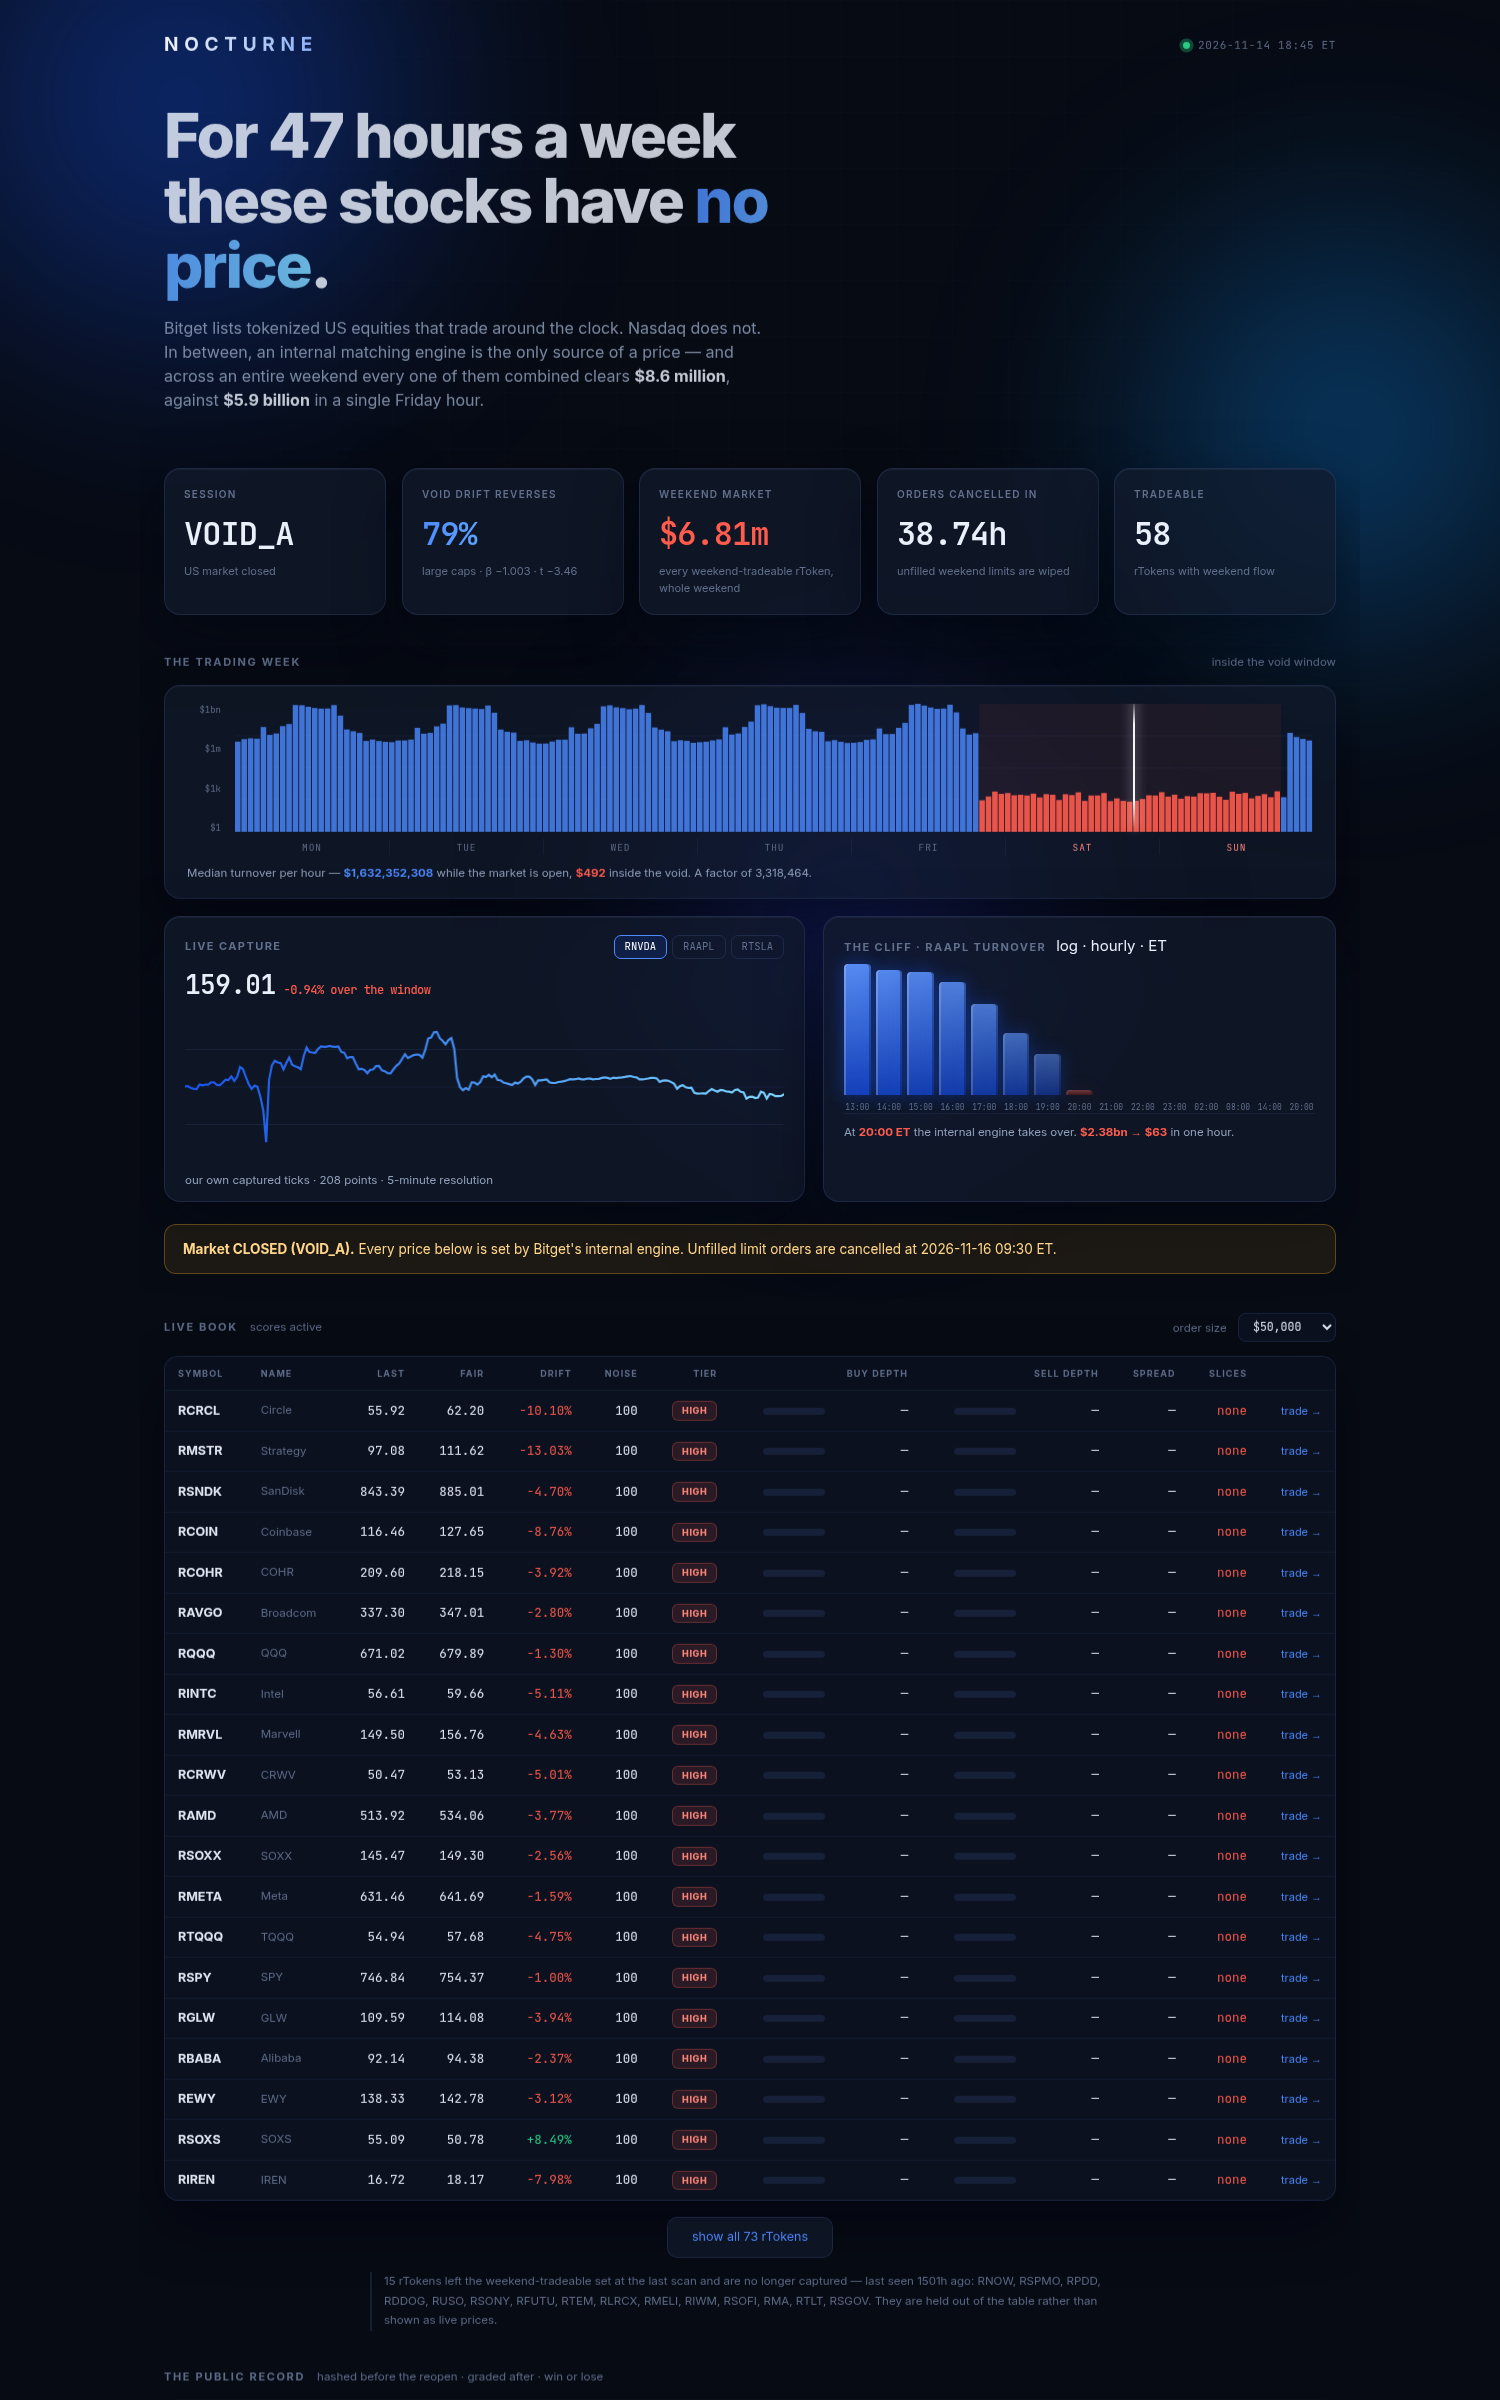 NOCTURNE
2026-11-14 18:45 ET
For 47 hours a week
these stocks have no
price.
Bitget lists tokenized US equities that trade around the clock. Nasdaq does not.
In between, an internal matching engine is the only source of a price — and
across an entire weekend every one of them combined clears $8.6 million,
against $5.9 billion in a single Friday hour.
SESSION
VOID_A
US market closed
VOID DRIFT REVERSES
79%
large caps · β −1.003 · t −3.46
WEEKEND MARKET
$6.81m
every weekend-tradeable rToken,
whole weekend
ORDERS CANCELLED IN
38.74h
unfilled weekend limits are wiped
TRADEABLE
58
rTokens with weekend flow
THE TRADING WEEK
inside the void window
$1bn
$1m
$1k
$1
MON TUE WED THU FRI SAT SUN
Median turnover per hour — $1,632,352,308 while the market is open, $492 inside the void. A factor of 3,318,464.
LIVE CAPTURE
RNVDA RAAPL RTSLA
159.01 -0.94% over the window
our own captured ticks · 208 points · 5-minute resolution
THE CLIFF · RAAPL TURNOVER log · hourly · ET
13:00 14:00 15:00 16:00 17:00 18:00 19:00 20:00 21:00 22:00 23:00 02:00 08:00 14:00 20:00
At 20:00 ET the internal engine takes over. $2.38bn → $63 in one hour.
Market CLOSED (VOID_A). Every price below is set by Bitget's internal engine. Unfilled limit orders are cancelled at 2026-11-16 09:30 ET.
LIVE BOOK scores active
order size $50,000
SYMBOL NAME LAST FAIR DRIFT NOISE TIER BUY DEPTH SELL DEPTH SPREAD SLICES
RCRCL Circle 55.92 62.20 -10.10% 100 HIGH — — — none trade →
RMSTR Strategy 97.08 111.62 -13.03% 100 HIGH — — — none trade →
RSNDK SanDisk 843.39 885.01 -4.70% 100 HIGH — — — none trade →
RCOIN Coinbase 116.46 127.65 -8.76% 100 HIGH — — — none trade →
RCOHR COHR 209.60 218.15 -3.92% 100 HIGH — — — none trade →
RAVGO Broadcom 337.30 347.01 -2.80% 100 HIGH — — — none trade →
RQQQ QQQ 671.02 679.89 -1.30% 100 HIGH — — — none trade →
RINTC Intel 56.61 59.66 -5.11% 100 HIGH — — — none trade →
RMRVL Marvell 149.50 156.76 -4.63% 100 HIGH — — — none trade →
RCRWV CRWV 50.47 53.13 -5.01% 100 HIGH — — — none trade →
RAMD AMD 513.92 534.06 -3.77% 100 HIGH — — — none trade →
RSOXX SOXX 145.47 149.30 -2.56% 100 HIGH — — — none trade →
RMETA Meta 631.46 641.69 -1.59% 100 HIGH — — — none trade →
RTQQQ TQQQ 54.94 57.68 -4.75% 100 HIGH — — — none trade →
RSPY SPY 746.84 754.37 -1.00% 100 HIGH — — — none trade →
RGLW GLW 109.59 114.08 -3.94% 100 HIGH — — — none trade →
RBABA Alibaba 92.14 94.38 -2.37% 100 HIGH — — — none trade →
REWY EWY 138.33 142.78 -3.12% 100 HIGH — — — none trade →
RSOXS SOXS 55.09 50.78 +8.49% 100 HIGH — — — none trade →
RIREN IREN 16.72 18.17 -7.98% 100 HIGH — — — none trade →
show all 73 rTokens
15 rTokens left the weekend-tradeable set at the last scan and are no longer captured — last seen 1501h ago: RNOW, RSPMO, RPDD,
RDDOG, RUSO, RSONY, RFUTU, RTEM, RLRCX, RMELI, RIWM, RSOFI, RMA, RTLT, RSGOV. They are held out of the table rather than
shown as live prices.
THE PUBLIC RECORD hashed before the reopen · graded after · win or lose